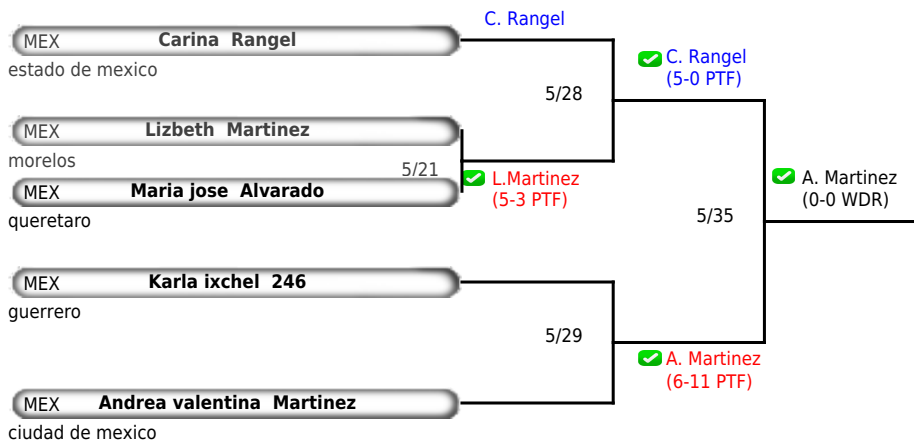 C. Rangel
MEX Carina Rangel
estado de mexico
C. Rangel
(5-0 PTF)
5/28
MEX Lizbeth Martinez
morelos
5/21
L.Martinez
(5-3 PTF)
MEX Maria jose Alvarado
queretaro
A. Martinez
(0-0 WDR)
5/35
MEX Karla ixchel 246
guerrero
5/29
A. Martinez
(6-11 PTF)
MEX Andrea valentina Martinez
ciudad de mexico